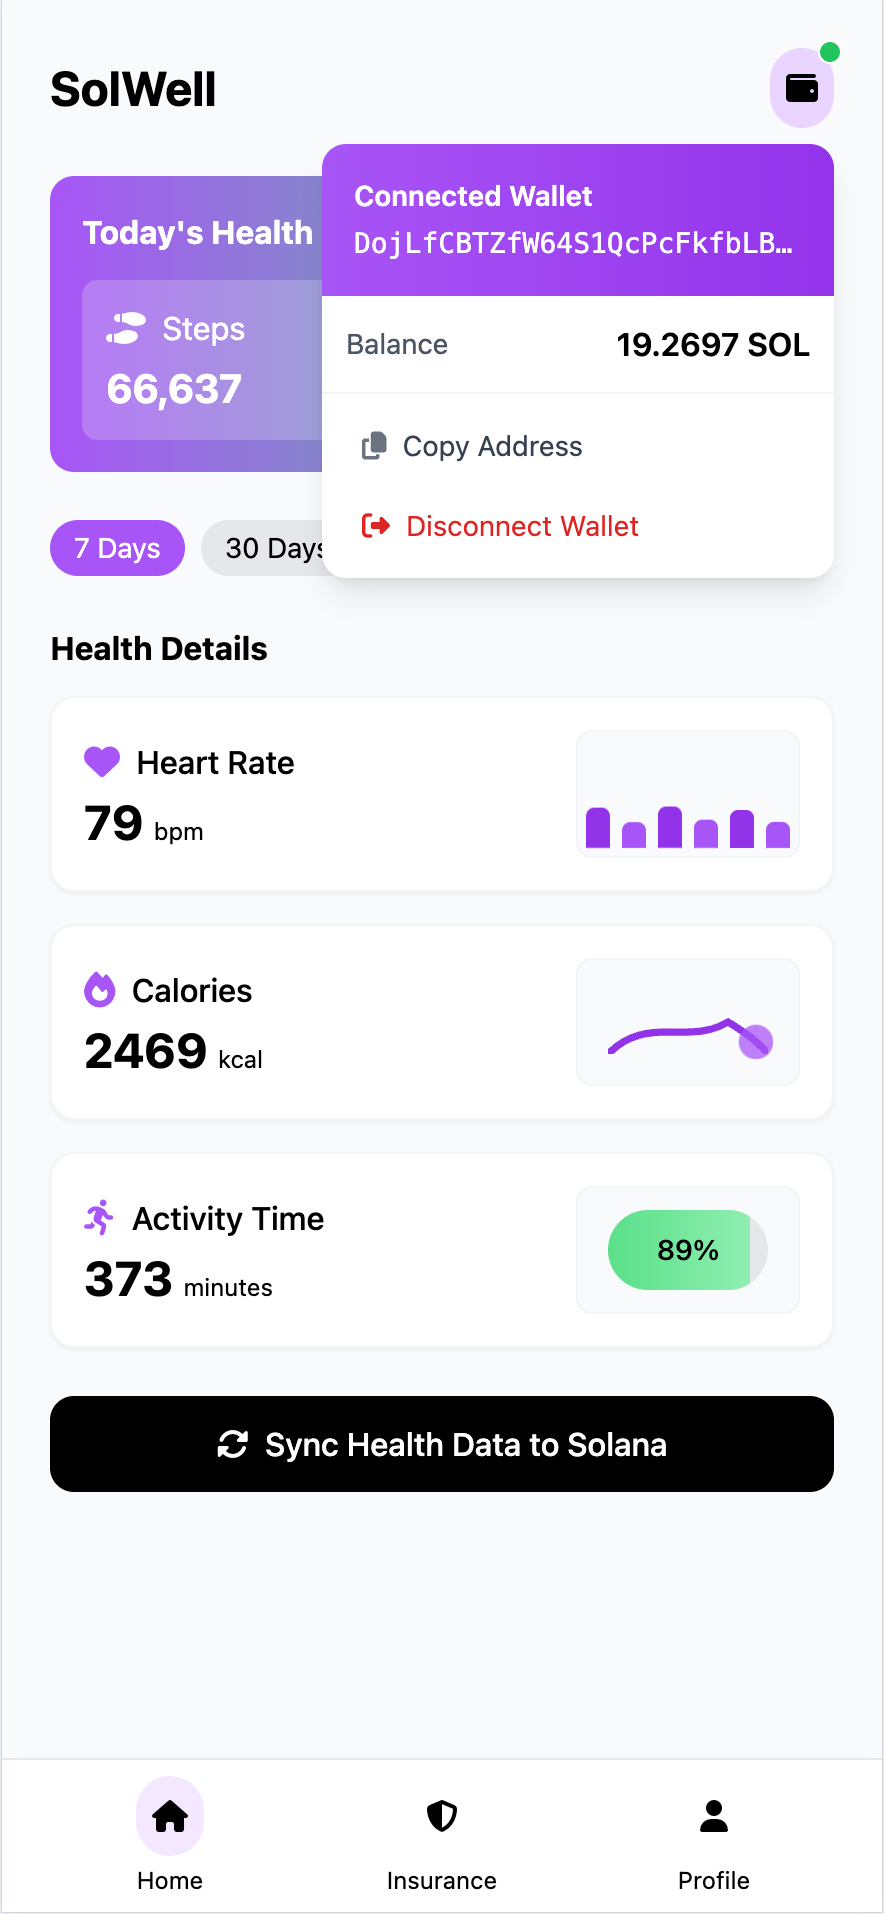 SolWell
Connected Wallet
DojLfCBTZfW64S1QcPcFkfbLB…
Balance
19.2697 SOL
Copy Address
Disconnect Wallet
Today's Health
Steps
66,637
7 Days
30 Days
Health Details
Heart Rate
79 bpm
Calories
2469 kcal
Activity Time
373 minutes
89%
Sync Health Data to Solana
Home
Insurance
Profile